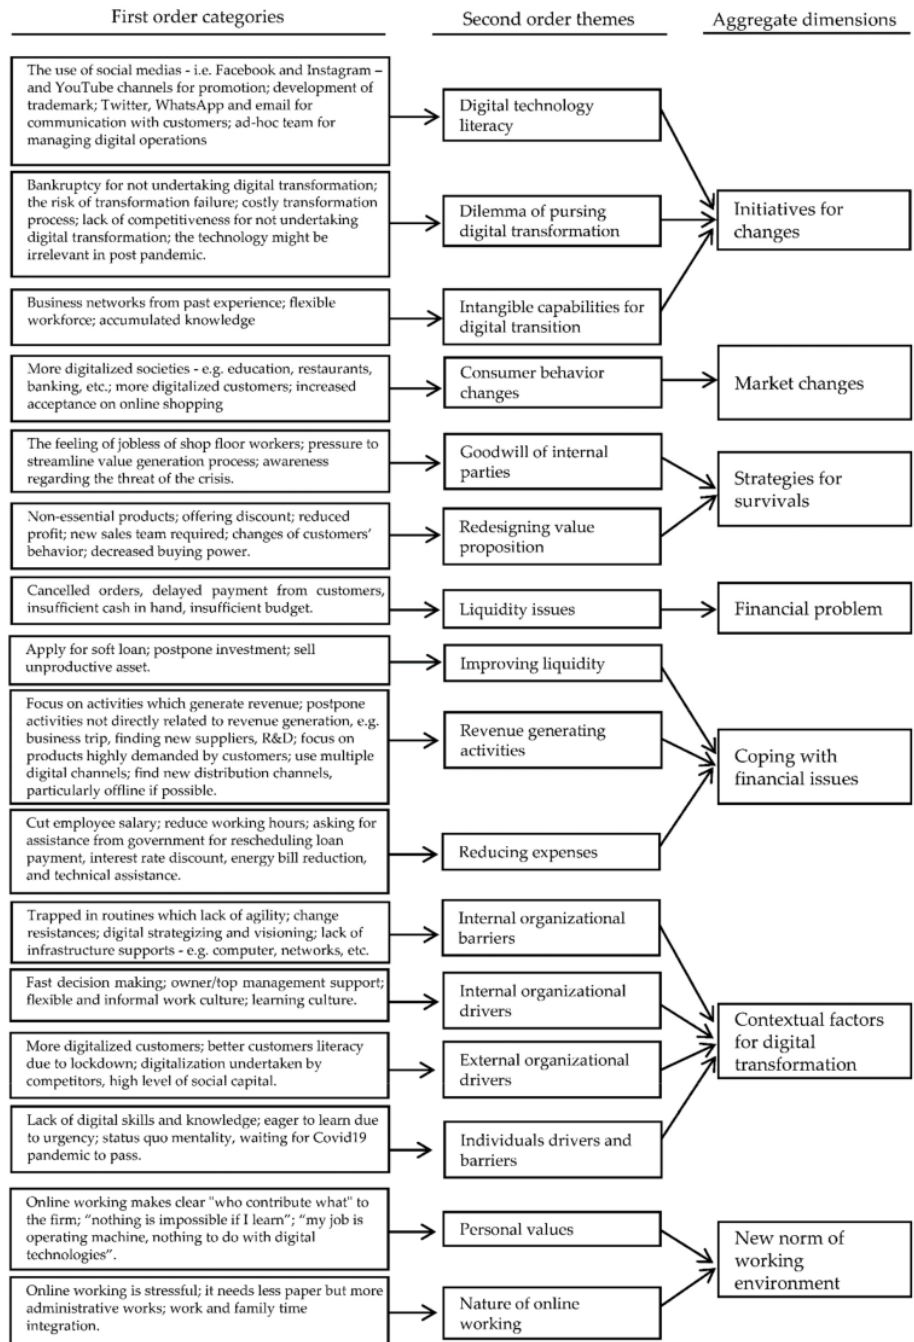 First order categories
Second order themes
Aggregate dimensions
The use of social medias - i.e. Facebook and Instagram –
and YouTube channels for promotion; development of
trademark; Twitter, WhatsApp and email for
communication with customers; ad-hoc team for
managing digital operations
Digital technology
literacy
Bankruptcy for not undertaking digital transformation;
the risk of transformation failure; costly transformation
process; lack of competitiveness for not undertaking
digital transformation; the technology might be
irrelevant in post pandemic.
Dilemma of pursing
digital transformation
Initiatives for
changes
Business networks from past experience; flexible
workforce; accumulated knowledge
Intangible capabilities for
digital transition
More digitalized societies - e.g. education, restaurants,
banking, etc.; more digitalized customers; increased
acceptance on online shopping
Consumer behavior
changes
Market changes
The feeling of jobless of shop floor workers; pressure to
streamline value generation process; awareness
regarding the threat of the crisis.
Goodwill of internal
parties
Strategies for
survivals
Non-essential products; offering discount; reduced
profit; new sales team required; changes of customers’
behavior; decreased buying power.
Redesigning value
proposition
Cancelled orders, delayed payment from customers,
insufficient cash in hand, insufficient budget.
Liquidity issues
Financial problem
Apply for soft loan; postpone investment; sell
unproductive asset.
Improving liquidity
Focus on activities which generate revenue; postpone
activities not directly related to revenue generation, e.g.
business trip, finding new suppliers, R&D; focus on
products highly demanded by customers; use multiple
digital channels; find new distribution channels,
particularly offline if possible.
Revenue generating
activities
Coping with
financial issues
Cut employee salary; reduce working hours; asking for
assistance from government for rescheduling loan
payment, interest rate discount, energy bill reduction,
and technical assistance.
Reducing expenses
Trapped in routines which lack of agility; change
resistances; digital strategizing and visioning; lack of
infrastructure supports - e.g. computer, networks, etc.
Internal organizational
barriers
Fast decision making; owner/top management support;
flexible and informal work culture; learning culture.
Internal organizational
drivers
Contextual factors
for digital
transformation
More digitalized customers; better customers literacy
due to lockdown; digitalization undertaken by
competitors, high level of social capital.
External organizational
drivers
Lack of digital skills and knowledge; eager to learn due
to urgency; status quo mentality, waiting for Covid19
pandemic to pass.
Individuals drivers and
barriers
Online working makes clear "who contribute what" to
the firm; “nothing is impossible if I learn”; “my job is
operating machine, nothing to do with digital
technologies”.
Personal values
New norm of
working
environment
Online working is stressful; it needs less paper but more
administrative works; work and family time
integration.
Nature of online
working